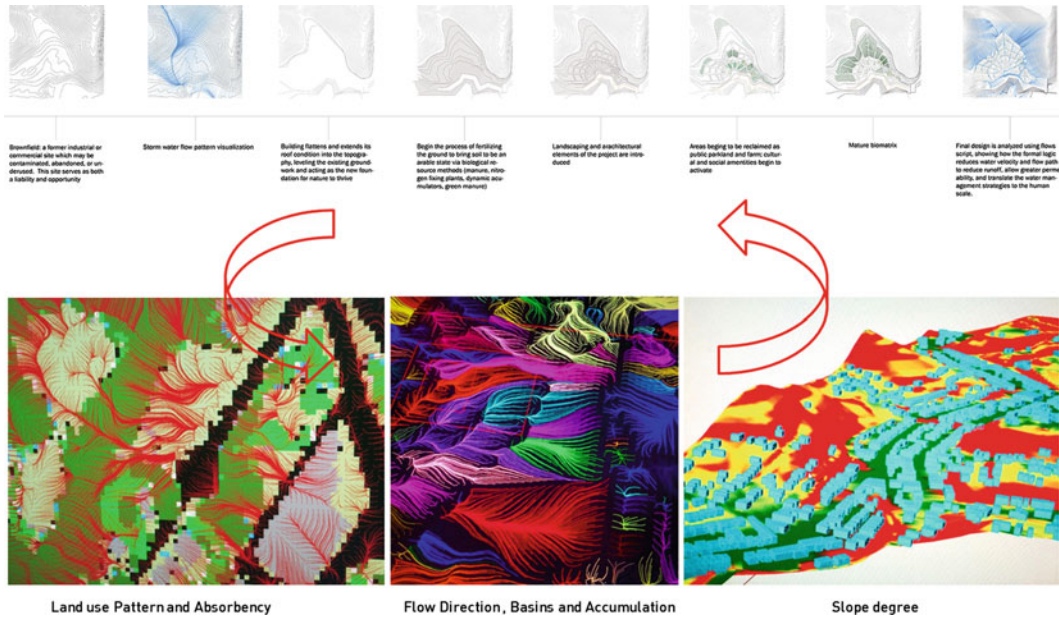 Brownfield: a former industrial or
commercial site which may be
contaminated, abandoned, or un-
derused. This site serves as both
a liability and opportunity
Storm water flow pattern visualization
Building flattens and extends its
roof condition into the topogra-
phy, leveling the existing ground-
work and acting as the new foun-
dation for nature to thrive
Begin the process of fertilizing
the ground to bring soil to be an
arable state via biological re-
source methods (manure, nitro-
gen fixing plants, dynamic acu-
mulators, green manure)
Landscaping and arachitectural
elements of the project are intro-
duced
Areas beginning to be reclaimed as
public parkland and farm; cultur-
al and social amentities begin to
activate
Mature biomatrix
Final design is analyzed using flows
script, showing how the formal logic
reduces water velocity and flow path
to reduce runoff, allow greater perme
ability, and translate the water man-
agement strategies to the human
scale.
Land use Pattern and Absorbency
Flow Direction, Basins and Accumulation
Slope degree